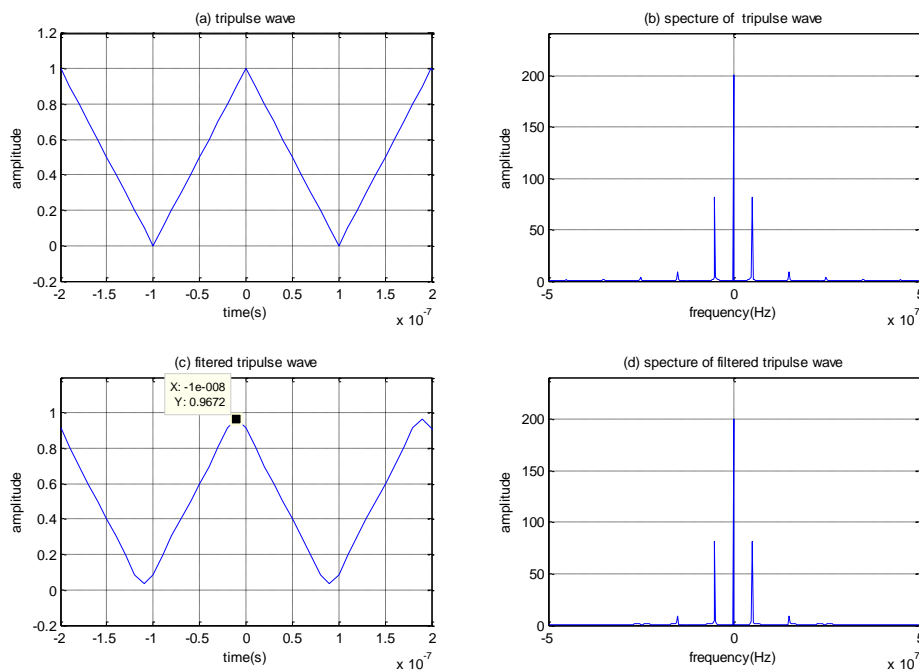 (a) tripulse wave
1.2
1
0.8
0.6
0.4
0.2
0
-0.2
amplitude
-2 -1.5 -1 -0.5 0 0.5 1 1.5 2
time(s)
x 10^-7
(b) specture of tripulse wave
200
150
100
50
0
amplitude
-5 0 5
frequency(Hz)
x 10^7
(c) fitered tripulse wave
X: -1e-008
Y: 0.9672
1
0.8
0.6
0.4
0.2
0
-0.2
amplitude
-2 -1.5 -1 -0.5 0 0.5 1 1.5 2
time(s)
x 10^-7
(d) specture of filtered tripulse wave
200
150
100
50
0
amplitude
-5 0 5
frequency(Hz)
x 10^7